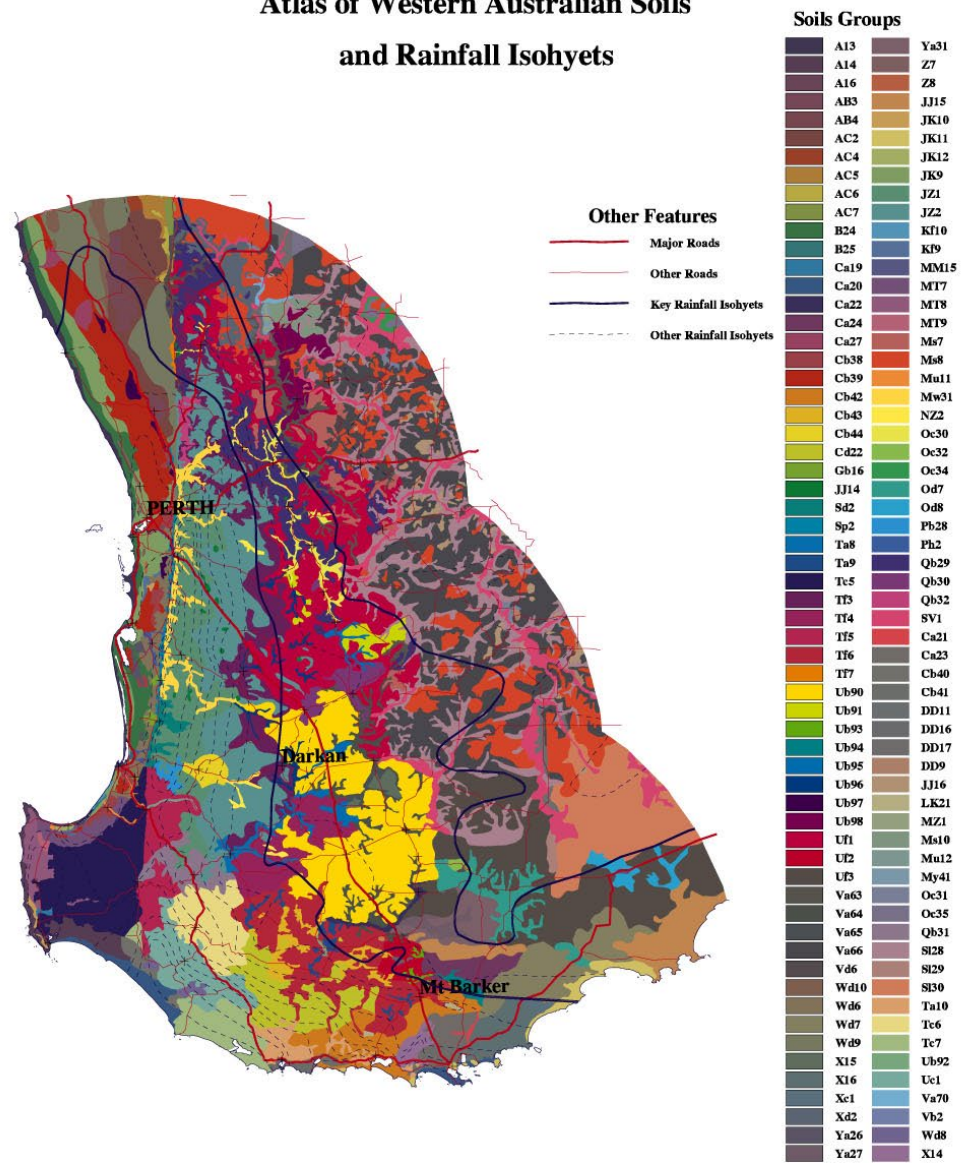 Atlas of Western Australian Soils
and Rainfall Isohyets
Soils Groups
A13 Ya31
A14 Z7
A16 Z8
AB3 JJ15
AB4 JK10
AC2 JK11
AC4 JK12
AC5 JK9
AC6 JZ1
AC7 JZ2
B24 Kf10
B25 Kf9
Ca19 MM15
Ca20 MT7
Ca22 MT8
Ca24 MT9
Ca27 Ms7
Cb38 Ms8
Cb39 Mu11
Cb42 Mw31
Cb43 NZ2
Cb44 Oc30
Cd22 Oc32
Gb16 Oc34
JJ14 Od7
Sd2 Od8
Sp2 Pb28
Ta8 Ph2
Ta9 Qb29
Tc5 Qb30
Tf3 Qb32
Tf4 SV1
Tf5 Ca21
Tf6 Ca23
Tf7 Cb40
Ub90 Cb41
Ub91 DD11
Ub93 DD16
Ub94 DD17
Ub95 DD9
Ub96 JJ16
Ub97 LK21
Ub98 MZ1
Uf1 Ms10
Uf2 Mu12
Uf3 My41
Va63 Oc31
Va64 Oc35
Va65 Qb31
Va66 Sl28
Vd6 Sl29
Wd10 Sl30
Wd6 Ta10
Wd7 Tc6
Wd9 Tc7
X15 Ub92
X16 Uc1
Xc1 Va70
Xd2 Vb2
Ya26 Wd8
Ya27 X14
Other Features
Major Roads
Other Roads
Key Rainfall Isohyets
Other Rainfall Isohyets
PERTH
Darkan
Mt Barker